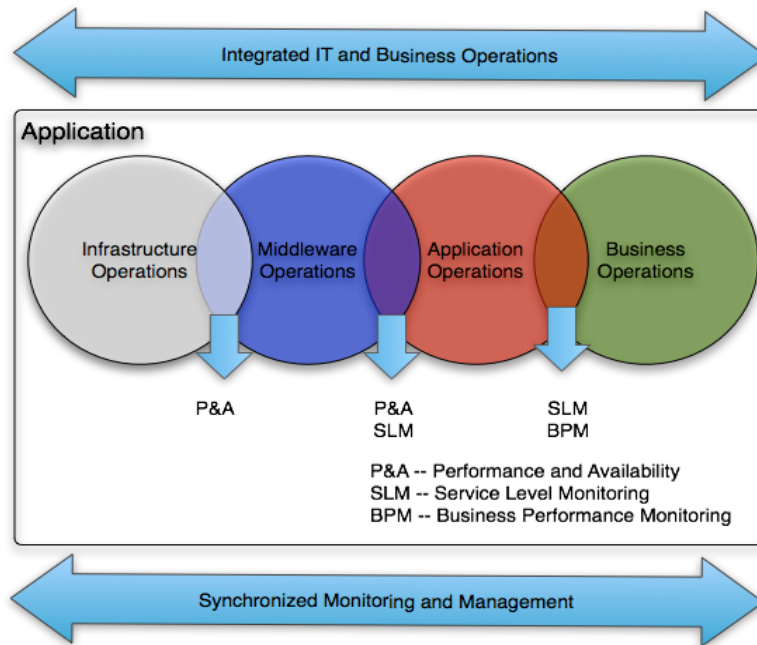 Integrated IT and Business Operations
Application
Infrastructure
Operations
Middleware
Operations
Application
Operations
Business
Operations
P&A
P&A
SLM
SLM
BPM
P&A -- Performance and Availability
SLM -- Service Level Monitoring
BPM -- Business Performance Monitoring
Synchronized Monitoring and Management